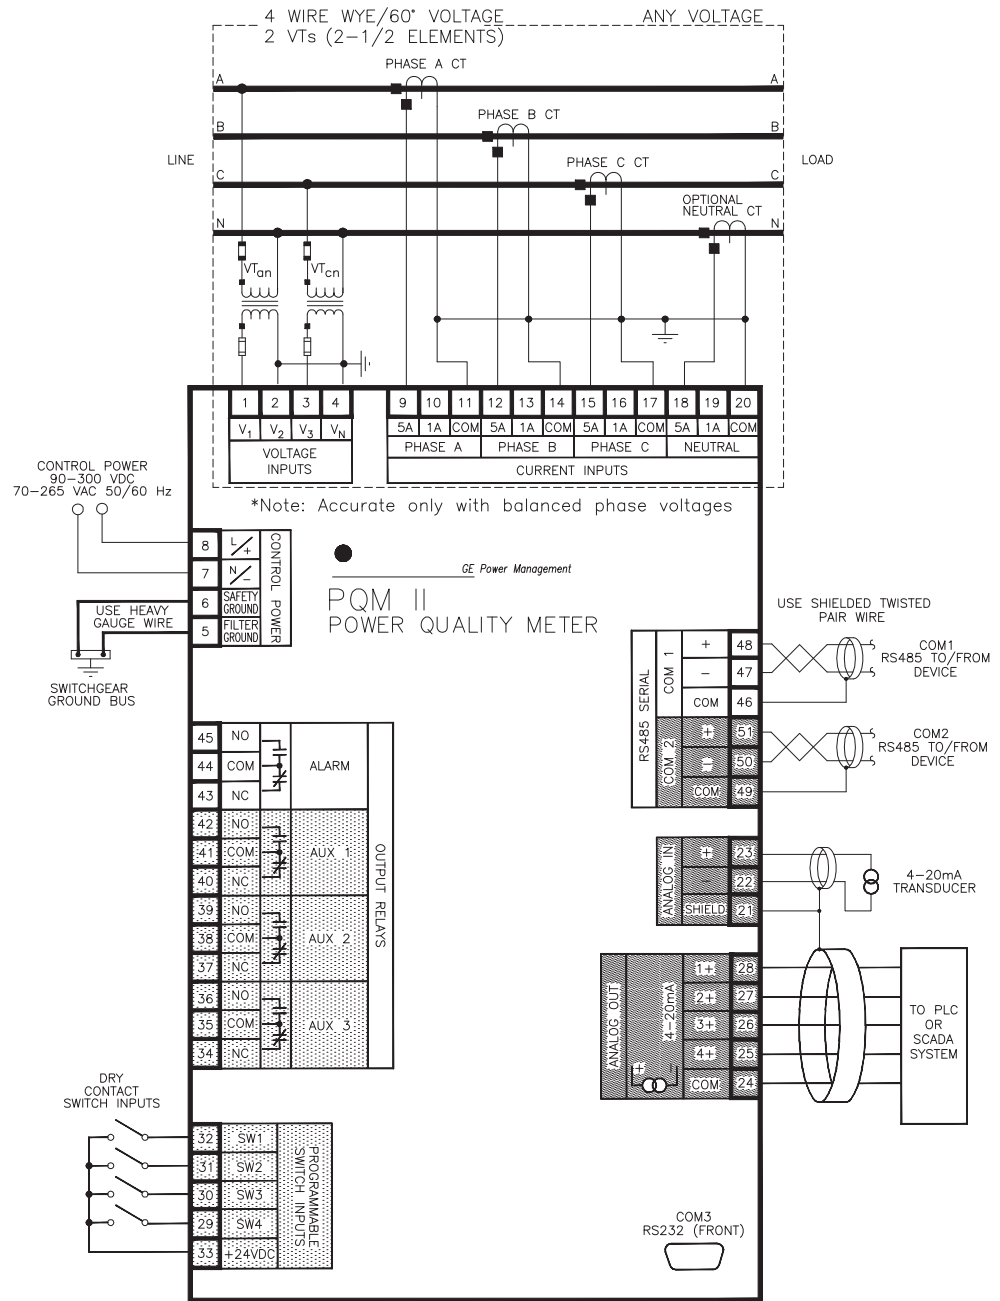 4 WIRE WYE/60° VOLTAGE
2 VTs (2-1/2 ELEMENTS)
ANY VOLTAGE
PHASE A CT
A
A
PHASE B CT
B
B
LINE
PHASE C CT
LOAD
C
C
OPTIONAL
NEUTRAL CT
N
N
VTan
VTcn
1
2
3
4
9
10
11
12
13
14
15
16
17
18
19
20
V1
V2
V3
VN
5A
1A
COM
5A
1A
COM
5A
1A
COM
5A
1A
COM
VOLTAGE
INPUTS
PHASE A
PHASE B
PHASE C
NEUTRAL
CURRENT INPUTS
*Note: Accurate only with balanced phase voltages
CONTROL POWER
90-300 VDC
70-265 VAC 50/60 Hz
8
L/+
7
N/-
6
SAFETY
GROUND
5
FILTER
GROUND
CONTROL POWER
USE HEAVY
GAUGE WIRE
SWITCHGEAR
GROUND BUS
GE Power Management
PQM II
POWER QUALITY METER
USE SHIELDED TWISTED
PAIR WIRE
RS485 SERIAL
COM 1
+
48
-
47
COM
46
COM1
RS485 TO/FROM
DEVICE
COM 2
+
51
-
50
COM
49
COM2
RS485 TO/FROM
DEVICE
45
NO
44
COM
43
NC
ALARM
42
NO
41
COM
40
NC
AUX 1
39
NO
38
COM
37
NC
AUX 2
36
NO
35
COM
34
NC
AUX 3
OUTPUT RELAYS
ANALOG IN
+
23
-
22
SHIELD
21
4-20mA
TRANSDUCER
ANALOG OUT
4-20mA
+
-
1+
28
2+
27
3+
26
4+
25
COM
24
TO PLC
OR
SCADA
SYSTEM
DRY
CONTACT
SWITCH INPUTS
32
SW1
31
SW2
30
SW3
29
SW4
33
+24VDC
PROGRAMMABLE
SWITCH INPUTS
COM3
RS232 (FRONT)